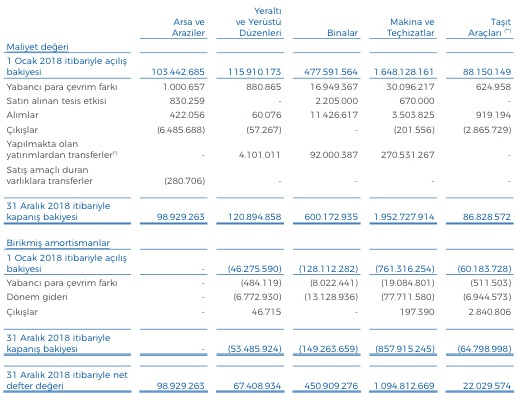 Arsa ve Araziler Yeraltı ve Yerüstü Düzenleri Binalar Makina ve Teçhizatlar Taşıt Araçları (**)
Maliyet değeri
1 Ocak 2018 itibariyle açılış bakiyesi 103.442.685 115.910.173 477.591.564 1.648.128.161 88.150.149
Yabancı para çevrim farkı 1.000.657 880.865 16.949.367 30.096.217 624.958
Satın alınan tesis etkisi 830.259 - 2.205.000 670.000 -
Alımlar 422.056 60.076 11.426.617 3.503.825 919.194
Çıkışlar (6.485.688) (57.267) - (201.556) (2.865.729)
Yapılmakta olan yatırımlardan transferler(*) - 4.101.011 92.000.387 270.531.267 -
Satış amaçlı duran varlıklara transferler (280.706) - - - -
31 Aralık 2018 itibariyle kapanış bakiyesi 98.929.263 120.894.858 600.172.935 1.952.727.914 86.828.572
Birikmiş amortismanlar
1 Ocak 2018 itibariyle açılış bakiyesi - (46.275.590) (128.112.282) (761.316.254) (60.183.728)
Yabancı para çevrim farkı - (484.119) (8.022.441) (19.084.801) (511.503)
Dönem gideri - (6.772.930) (13.128.936) (77.711.580) (6.944.573)
Çıkışlar - 46.715 - 197.390 2.840.806
31 Aralık 2018 itibariyle kapanış bakiyesi - (53.485.924) (149.263.659) (857.915.245) (64.798.998)
31 Aralık 2018 itibariyle net defter değeri 98.929.263 67.408.934 450.909.276 1.094.812.669 22.029.574